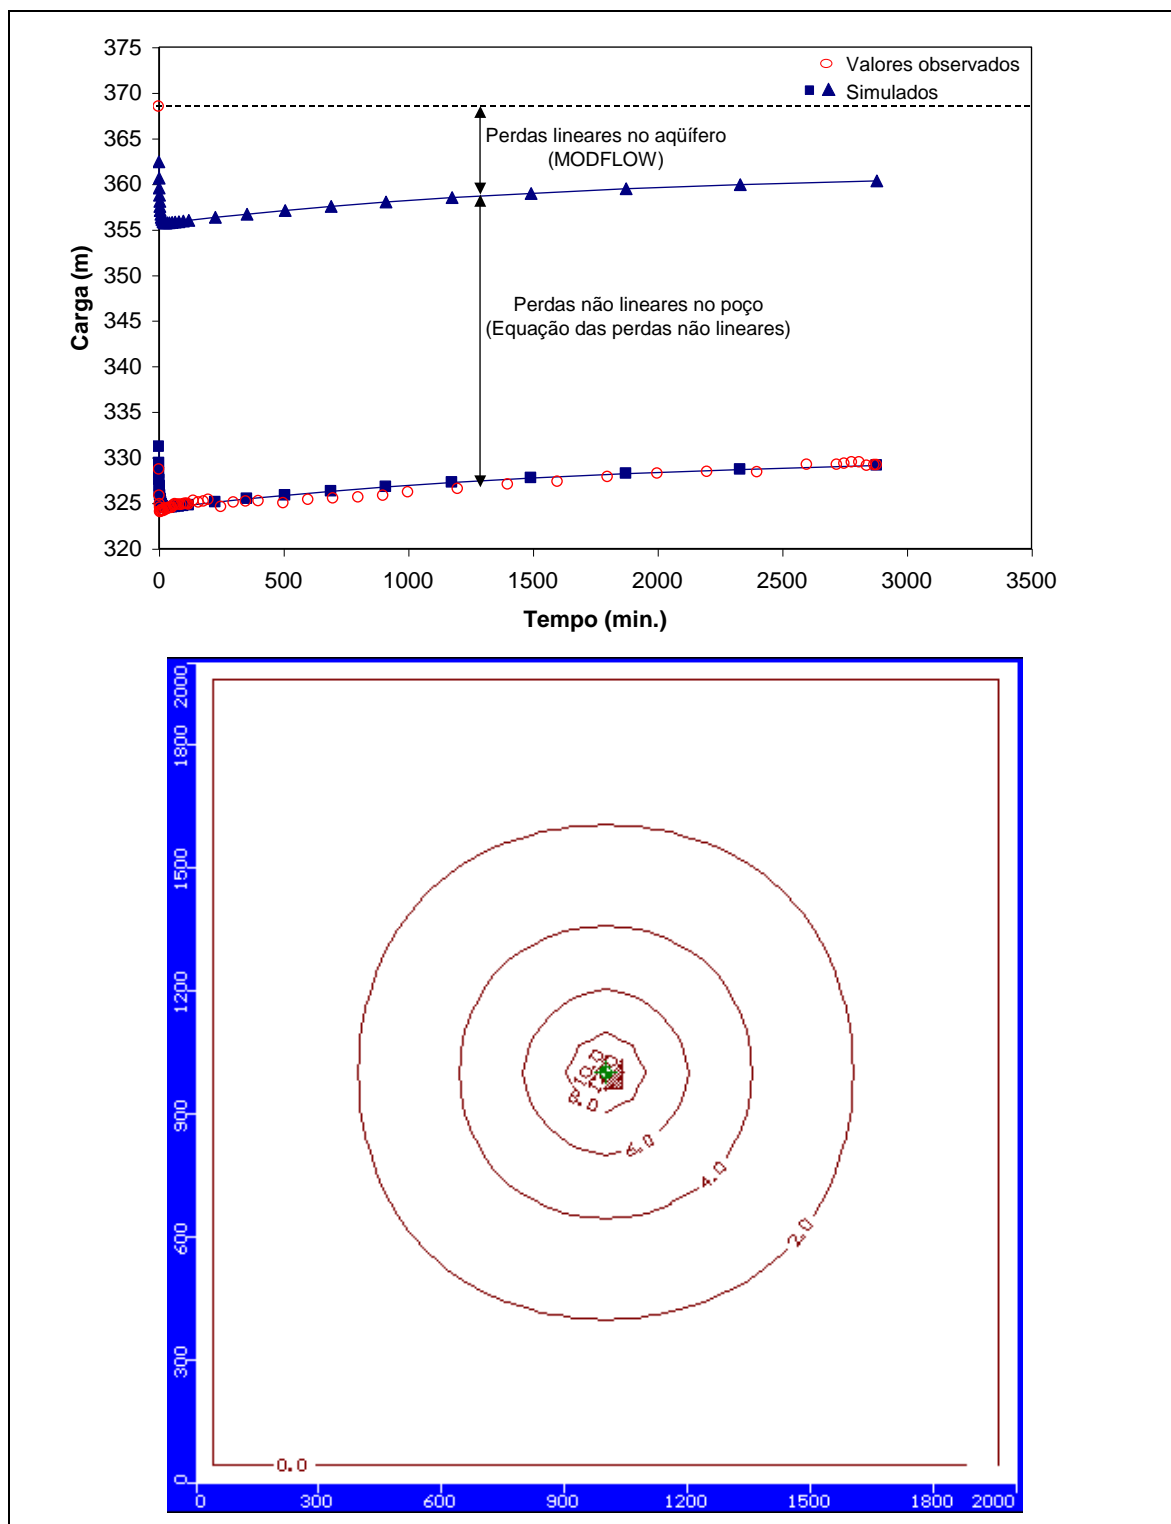 375
370
365
360
355
350
345
340
335
330
325
320
Carga (m)
Valores observados
Simulados
Perdas lineares no aqüífero
(MODFLOW)
Perdas não lineares no poço
(Equação das perdas não lineares)
0 500 1000 1500 2000 2500 3000 3500
Tempo (min.)
2000
1800
1500
1200
900
600
300
0
10.0
8.0
6.0
4.0
2.0
0.0
0 300 600 900 1200 1500 1800 2000